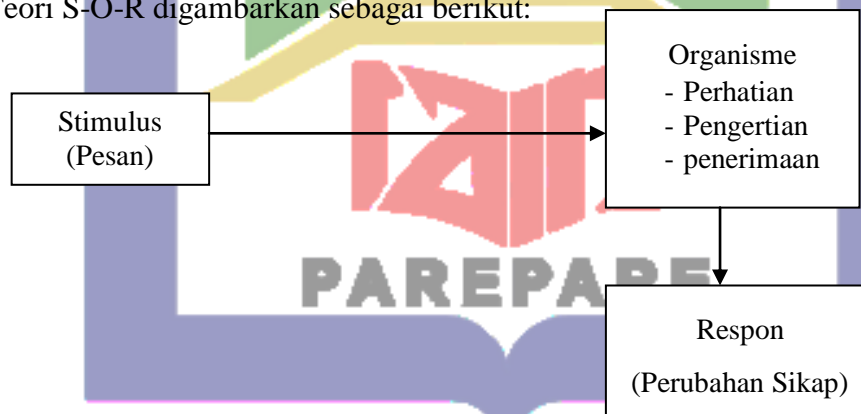 Teori S-O-R digambarkan sebagai berikut:
Stimulus
(Pesan)
Organisme
- Perhatian
- Pengertian
- penerimaan
PAREPARE
Respon
(Perubahan Sikap)